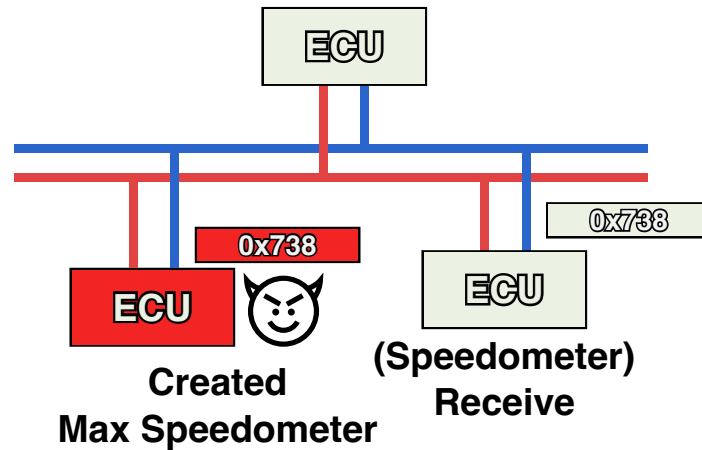 ECU
0x738
0x738
ECU
ECU
(Speedometer)
Receive
Created
Max Speedometer